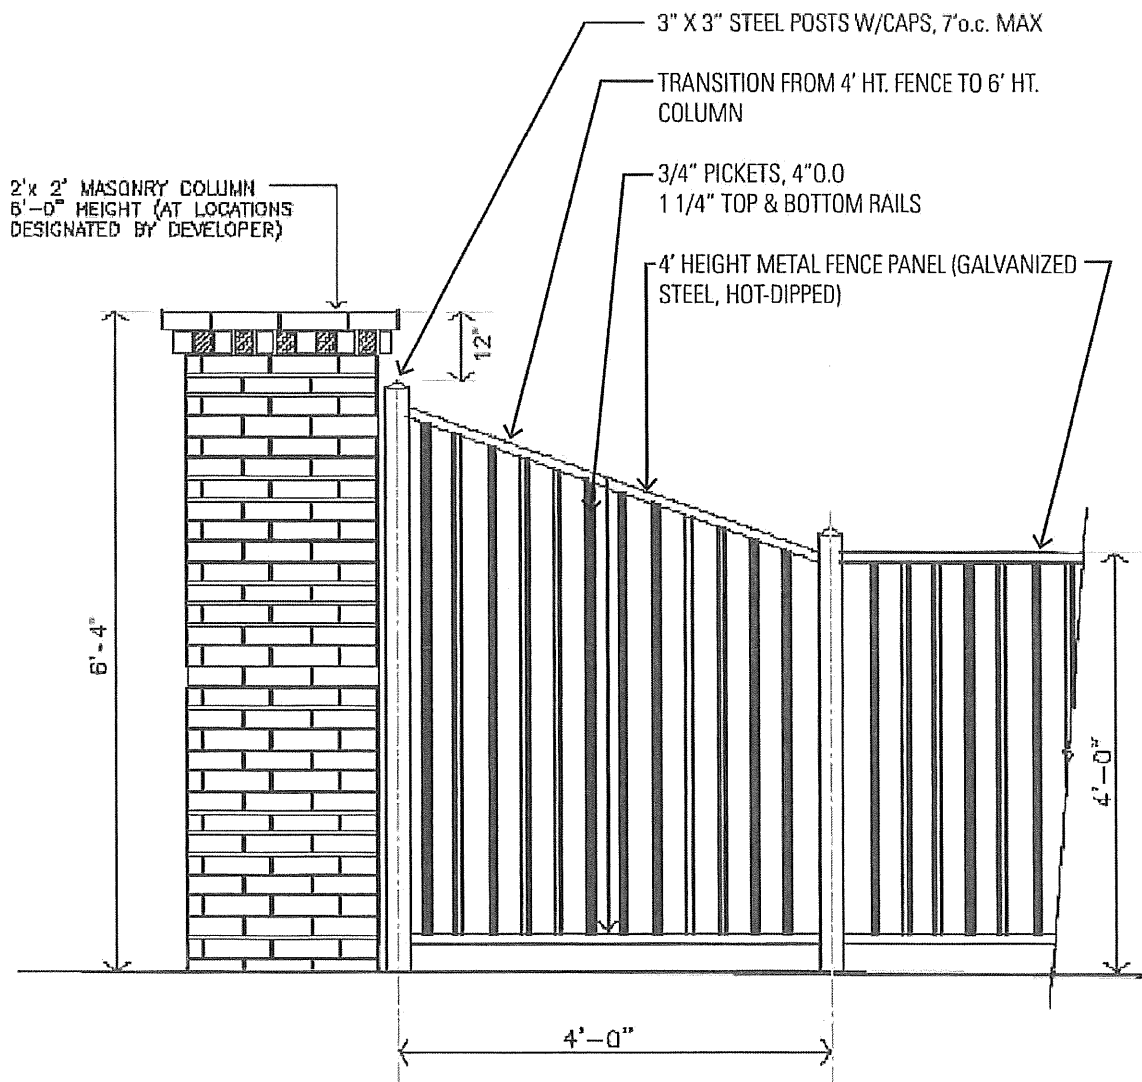 3" X 3" STEEL POSTS W/CAPS, 7'o.c. MAX
TRANSITION FROM 4' HT. FENCE TO 6' HT.
COLUMN
3/4" PICKETS, 4"O.O
1 1/4" TOP & BOTTOM RAILS
4' HEIGHT METAL FENCE PANEL (GALVANIZED
STEEL, HOT-DIPPED)
2'x 2' MASONRY COLUMN
6'-0" HEIGHT (AT LOCATIONS
DESIGNATED BY DEVELOPER)
12"
6'-4"
4'-0"
4'-0"